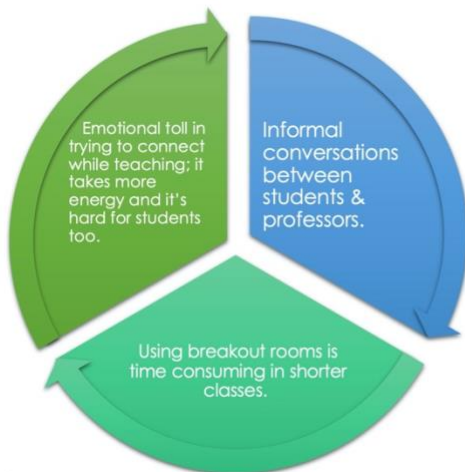 Emotional toll in
trying to connect
while teaching; it
takes more
energy and it's
hard for students
too.
Informal
conversations
between
students &
professors.
Using breakout rooms is
time consuming in shorter
classes.